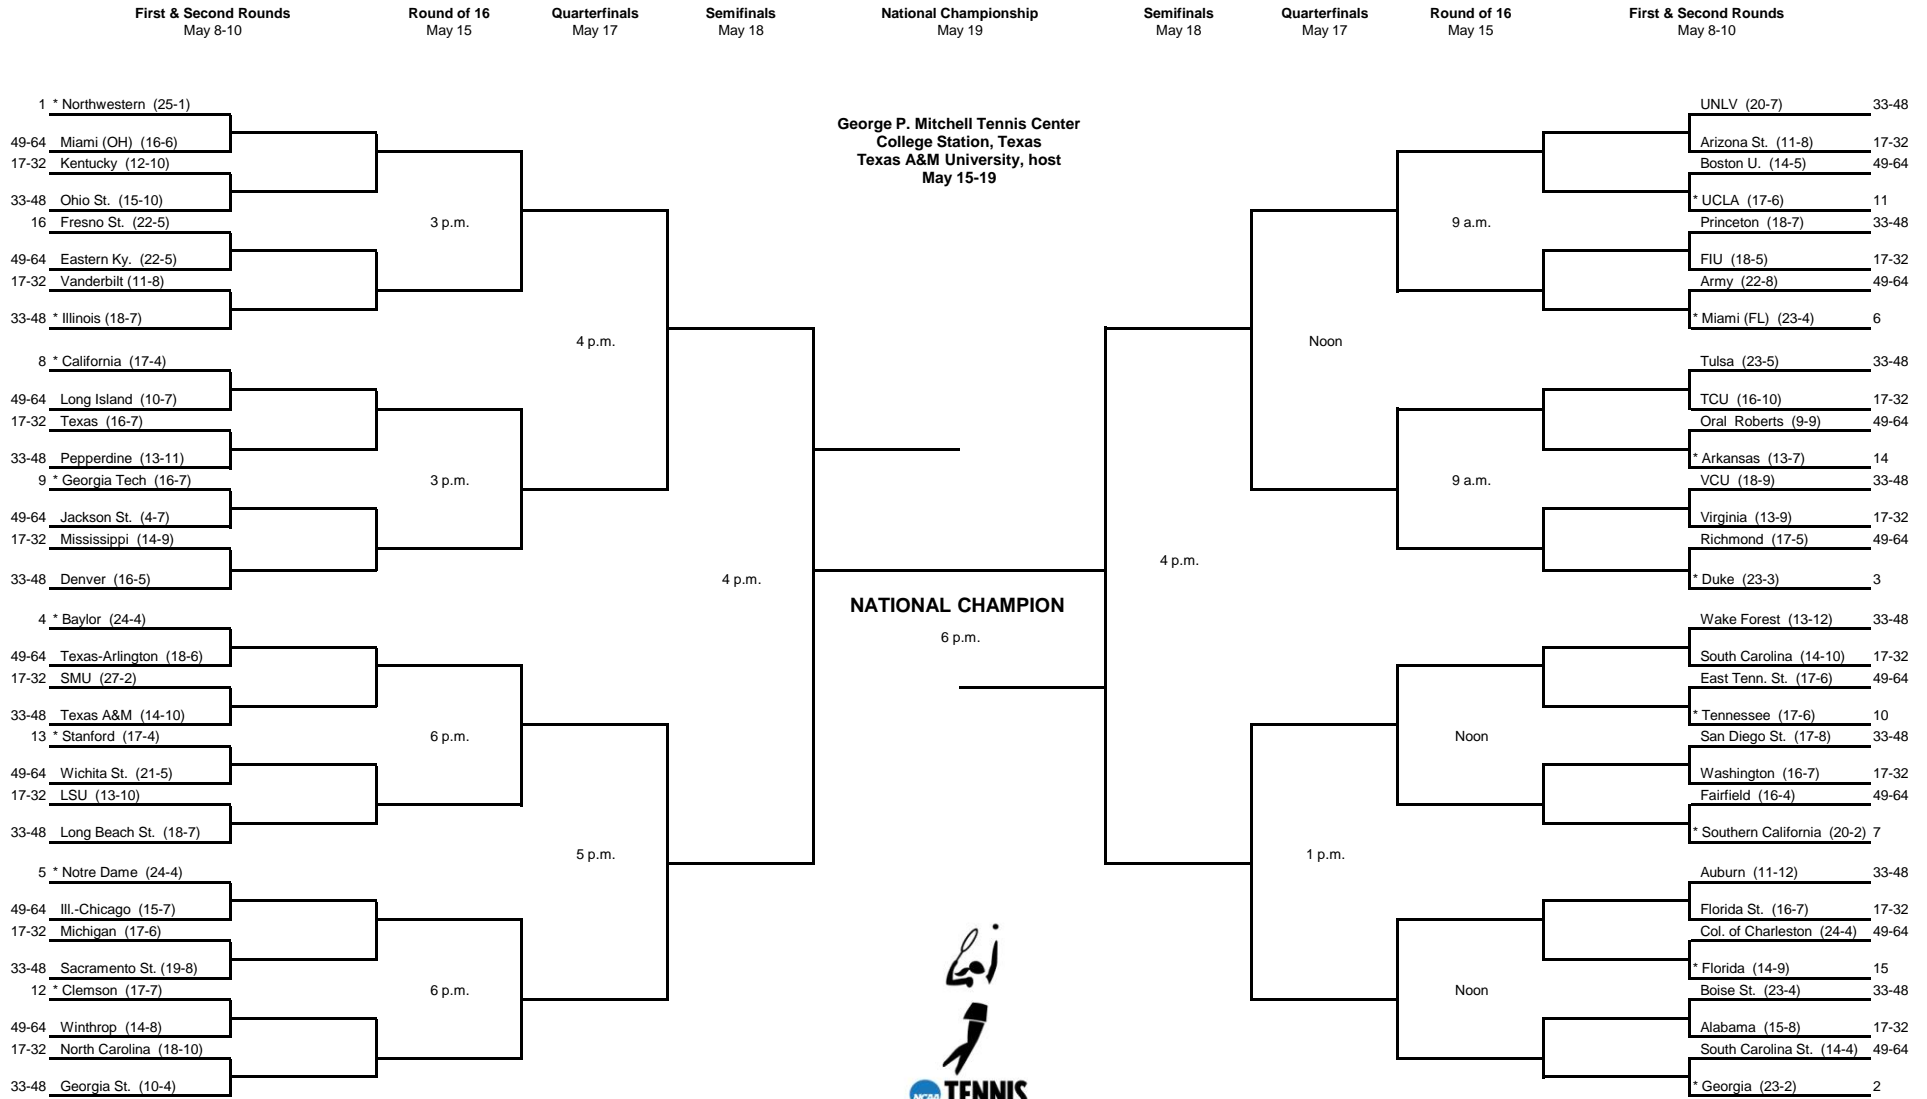 First & Second Rounds Round of 16 Quarterfinals Semifinals National Championship Semifinals Quarterfinals Round of 16 First & Second Rounds
May 8-10 May 15 May 17 May 18 May 19 May 18 May 17 May 15 May 8-10
1 * Northwestern (25-1)
49-64 Miami (OH) (16-6)
17-32 Kentucky (12-10)
33-48 Ohio St. (15-10)
16 Fresno St. (22-5)
49-64 Eastern Ky. (22-5)
17-32 Vanderbilt (11-8)
33-48 * Illinois (18-7)
8 * California (17-4)
49-64 Long Island (10-7)
17-32 Texas (16-7)
33-48 Pepperdine (13-11)
9 * Georgia Tech (16-7)
49-64 Jackson St. (4-7)
17-32 Mississippi (14-9)
33-48 Denver (16-5)
4 * Baylor (24-4)
49-64 Texas-Arlington (18-6)
17-32 SMU (27-2)
33-48 Texas A&M (14-10)
13 * Stanford (17-4)
49-64 Wichita St. (21-5)
17-32 LSU (13-10)
33-48 Long Beach St. (18-7)
5 * Notre Dame (24-4)
49-64 Ill.-Chicago (15-7)
17-32 Michigan (17-6)
33-48 Sacramento St. (19-8)
12 * Clemson (17-7)
49-64 Winthrop (14-8)
17-32 North Carolina (18-10)
33-48 Georgia St. (10-4)
3 p.m.
3 p.m.
6 p.m.
6 p.m.
4 p.m.
5 p.m.
4 p.m.
George P. Mitchell Tennis Center
College Station, Texas
Texas A&M University, host
May 15-19
NATIONAL CHAMPION
6 p.m.
NCAA TENNIS
4 p.m.
Noon
1 p.m.
9 a.m.
9 a.m.
Noon
Noon
UNLV (20-7) 33-48
Arizona St. (11-8) 17-32
Boston U. (14-5) 49-64
* UCLA (17-6) 11
Princeton (18-7) 33-48
FIU (18-5) 17-32
Army (22-8) 49-64
* Miami (FL) (23-4) 6
Tulsa (23-5) 33-48
TCU (16-10) 17-32
Oral Roberts (9-9) 49-64
* Arkansas (13-7) 14
VCU (18-9) 33-48
Virginia (13-9) 17-32
Richmond (17-5) 49-64
* Duke (23-3) 3
Wake Forest (13-12) 33-48
South Carolina (14-10) 17-32
East Tenn. St. (17-6) 49-64
* Tennessee (17-6) 10
San Diego St. (17-8) 33-48
Washington (16-7) 17-32
Fairfield (16-4) 49-64
* Southern California (20-2) 7
Auburn (11-12) 33-48
Florida St. (16-7) 17-32
Col. of Charleston (24-4) 49-64
* Florida (14-9) 15
Boise St. (23-4) 33-48
Alabama (15-8) 17-32
South Carolina St. (14-4) 49-64
* Georgia (23-2) 2